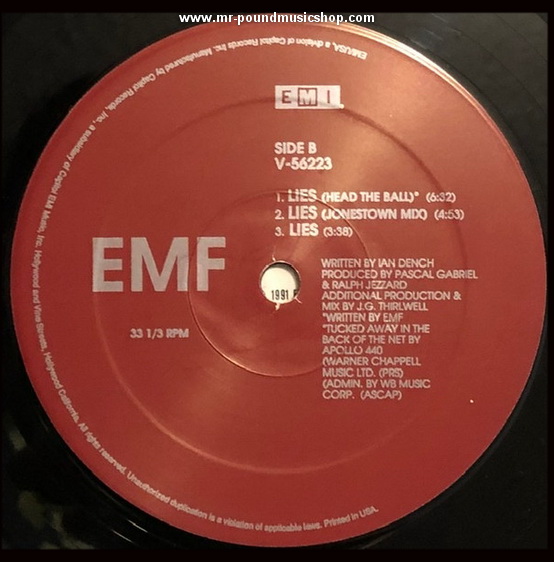 www.mr-poundmusicshop.com
EMI/USA, a division of Capitol Records Inc. Manufactured by Capitol Records, Inc., a subsidiary of Capitol EMI Music, Inc. Hollywood and Vine Streets, Hollywood California. All rights reserved. Unauthorized duplication is a violation of applicable laws. Printed in USA.
EMI
SIDE B
V-56223
1. LIES (HEAD THE BALL)* (6:32)
2. LIES (JONESTOWN MIX) (4:53)
3. LIES (3:38)
EMF
33 1/3 RPM
1991
WRITTEN BY IAN DENCH
PRODUCED BY PASCAL GABRIEL
& RALPH JEZZARD
ADDITIONAL PRODUCTION &
MIX BY J.G. THIRLWELL
*WRITTEN BY EMF
*TUCKED AWAY IN THE
BACK OF THE NET BY
APOLLO 440
(WARNER CHAPPELL
MUSIC LTD. (PRS)
(ADMIN. BY WB MUSIC
CORP. (ASCAP)